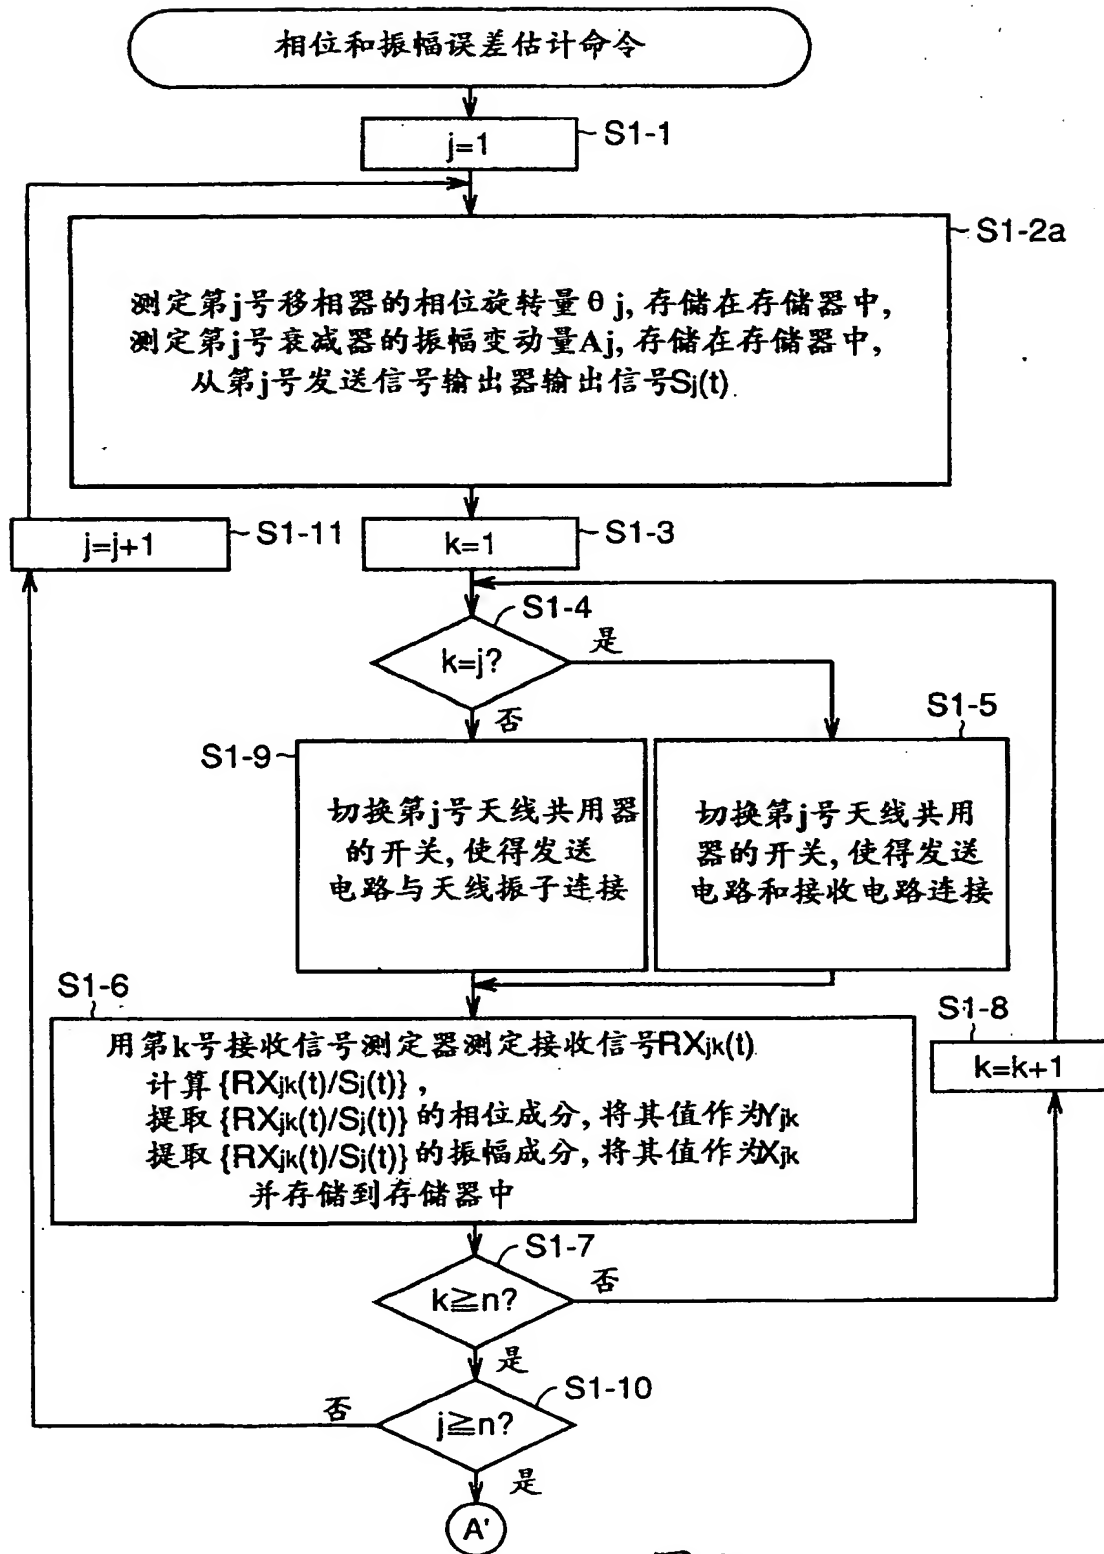 相位和振幅误差估计命令
j=1
S1-1
S1-2a
测定第j号移相器的相位旋转量θj,存储在存储器中,
测定第j号衰减器的振幅变动量Aj,存储在存储器中,
从第j号发送信号输出器输出信号Sj(t)
j=j+1
S1-11
k=1
S1-3
S1-4
k=j?
是
否
S1-5
S1-9
切换第j号天线共用器
的开关,使得发送
电路与天线振子连接
切换第j号天线共用
器的开关,使得发送
电路和接收电路连接
S1-6
用第k号接收信号测定器测定接收信号RXjk(t)
计算{RXjk(t)/Sj(t)},
提取{RXjk(t)/Sj(t)}的相位成分,将其值作为Yjk
提取{RXjk(t)/Sj(t)}的振幅成分,将其值作为Xjk
并存储到存储器中
S1-8
k=k+1
S1-7
k≧n?
否
是
S1-10
j≧n?
否
是
A'